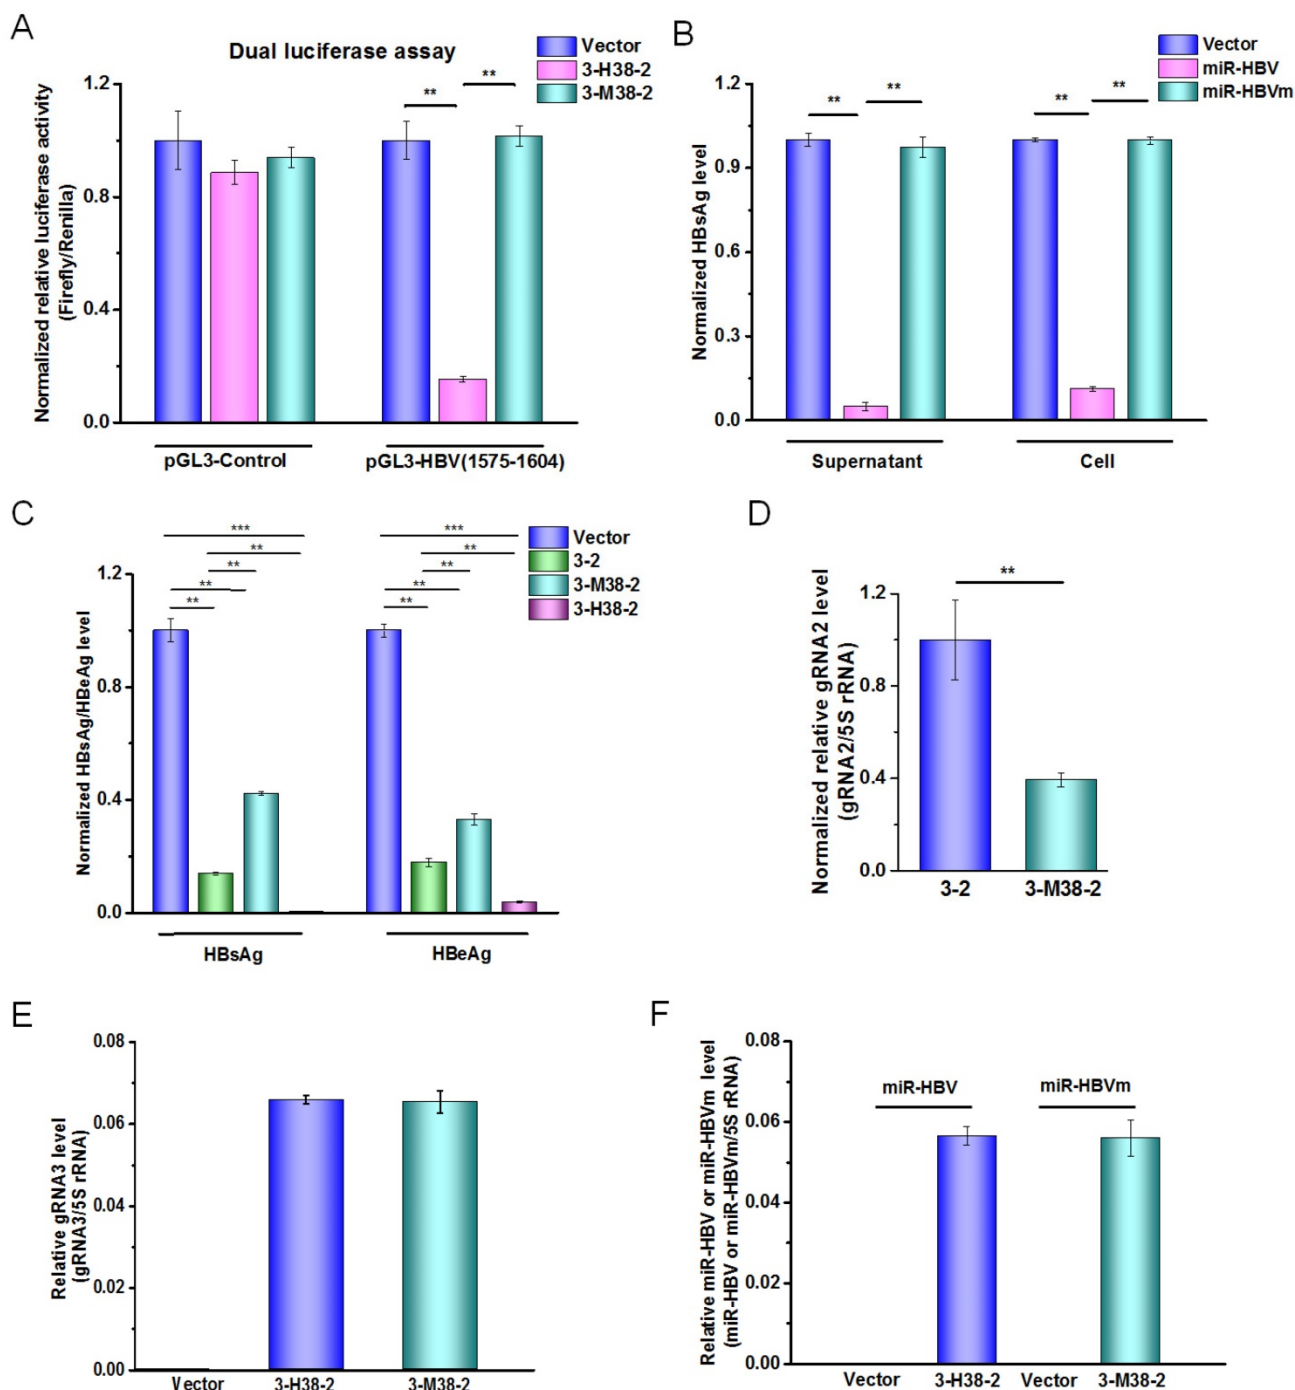 A
Dual luciferase assay
Vector
3-H38-2
3-M38-2
Normalized relative luciferase activity
(Firefly/Renilla)
1.2
0.8
0.4
0.0
**
**
pGL3-Control
pGL3-HBV(1575-1604)
B
Vector
miR-HBV
miR-HBVm
Normalized HBsAg level
1.2
0.9
0.6
0.3
0.0
**
**
**
**
Supernatant
Cell
C
Vector
3-2
3-M38-2
3-H38-2
Normalized HBsAg/HBeAg level
1.2
0.8
0.4
0.0
***
**
**
**
**
***
**
**
**
**
HBsAg
HBeAg
D
Normalized relative gRNA2 level
(gRNA2/5S rRNA)
1.2
0.8
0.4
0.0
**
3-2
3-M38-2
E
Relative gRNA3 level
(gRNA3/5S rRNA)
0.08
0.06
0.04
0.02
0.00
Vector
3-H38-2
3-M38-2
F
Relative miR-HBV or miR-HBVm level
(miR-HBV or miR-HBVm/5S rRNA)
0.08
0.06
0.04
0.02
0.00
miR-HBV
miR-HBVm
Vector
3-H38-2
Vector
3-M38-2